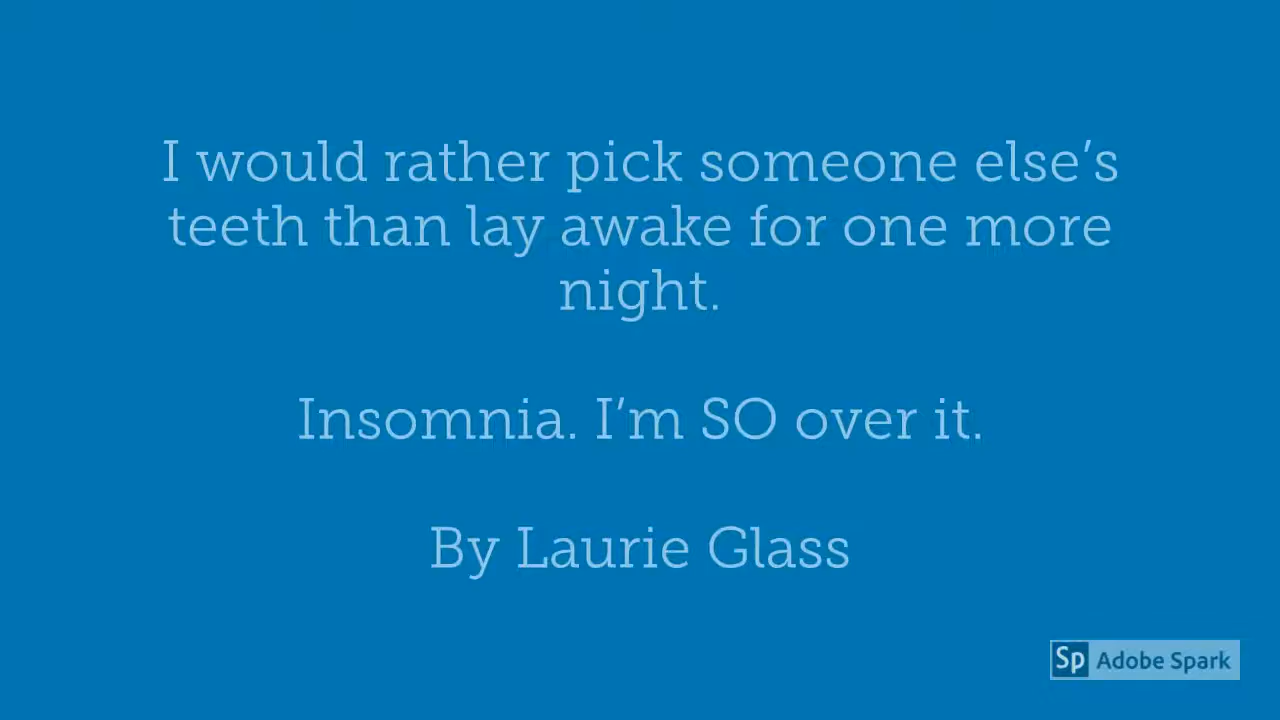 I would rather pick someone else’s
teeth than lay awake for one more
night.
Insomnia. I’m SO over it.
By Laurie Glass
Sp Adobe Spark